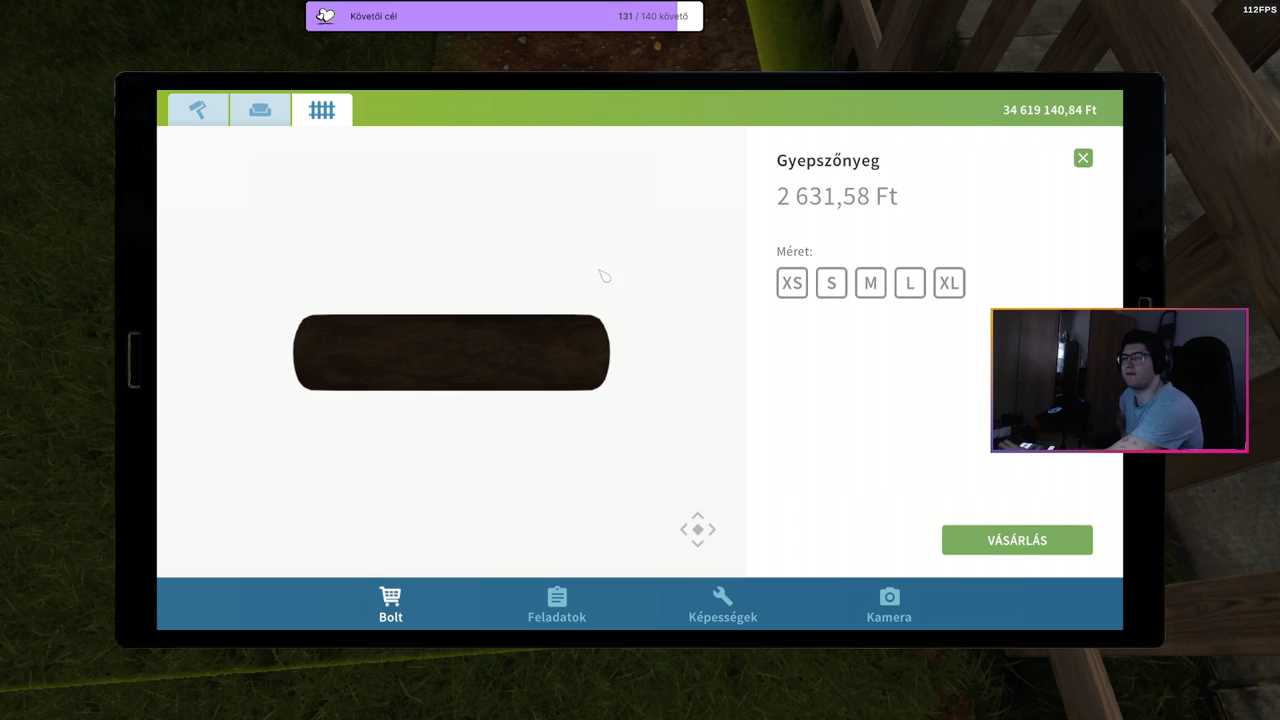 Követői cél
131 / 140 követő
112FPS
34 619 140,84 Ft
Gyepszőnyeg
2 631,58 Ft
Méret:
XS S M L XL
VÁSÁRLÁS
Bolt
Feladatok
Képességek
Kamera